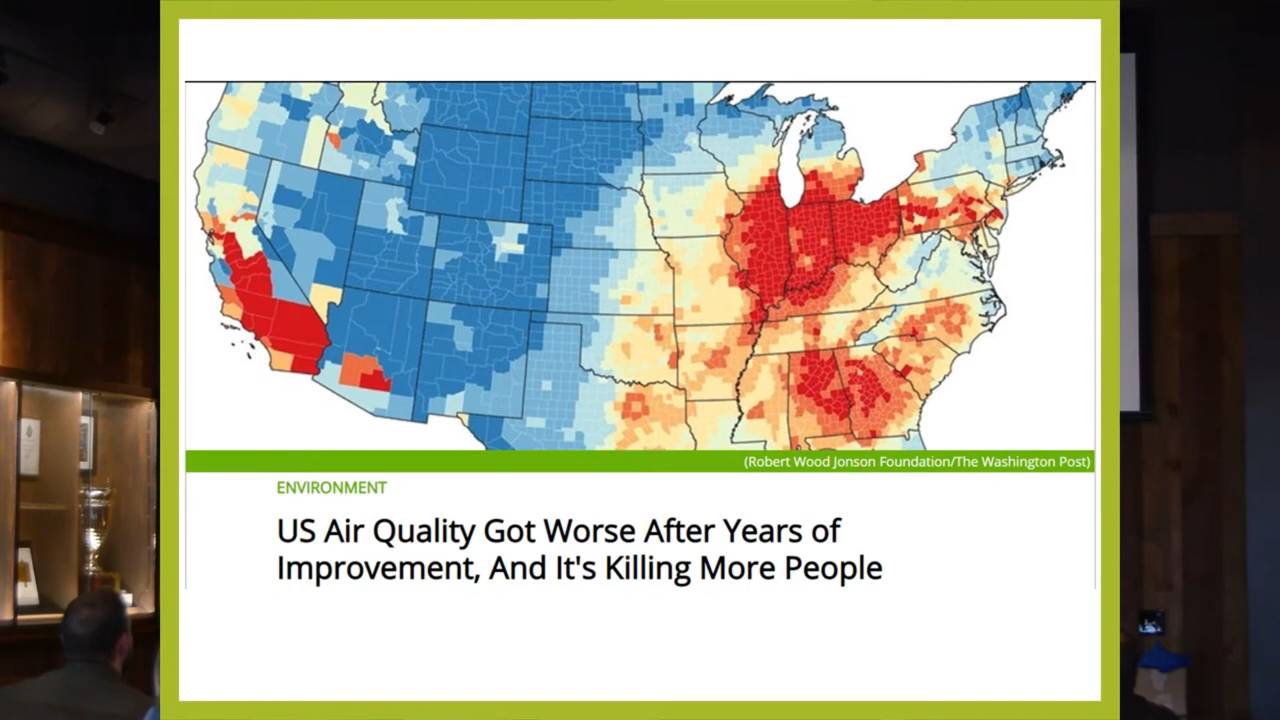 (Robert Wood Jonson Foundation/The Washington Post)
ENVIRONMENT
US Air Quality Got Worse After Years of
Improvement, And It's Killing More People